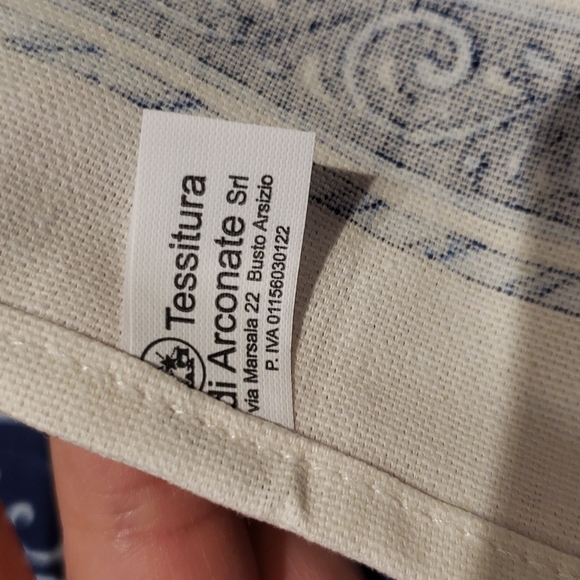 Tessitura
di Arconate Srl
via Marsala 22 Busto Arsizio
P. IVA 01156030122